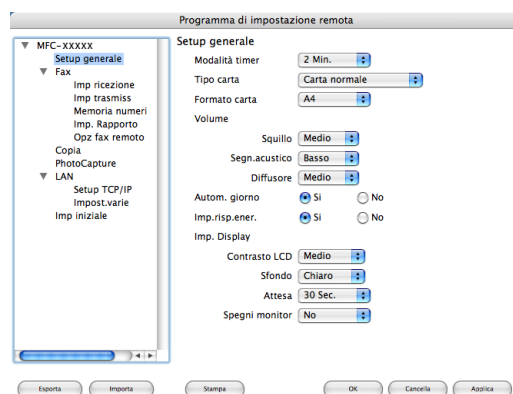 Programma di impostazione remota
MFC-XXXXX
Setup generale
Fax
Imp ricezione
Imp trasmiss
Memoria numeri
Imp. Rapporto
Opz fax remoto
Copia
PhotoCapture
LAN
Setup TCP/IP
Impost.varie
Imp iniziale
Setup generale
Modalità timer 2 Min.
Tipo carta Carta normale
Formato carta A4
Volume
Squillo Medio
Segn.acustico Basso
Diffusore Medio
Autom. giorno Si No
Imp.risp.ener. Si No
Imp. Display
Contrasto LCD Medio
Sfondo Chiaro
Attesa 30 Sec.
Spegni monitor No
Esporta Importa Stampa OK Cancella Applica